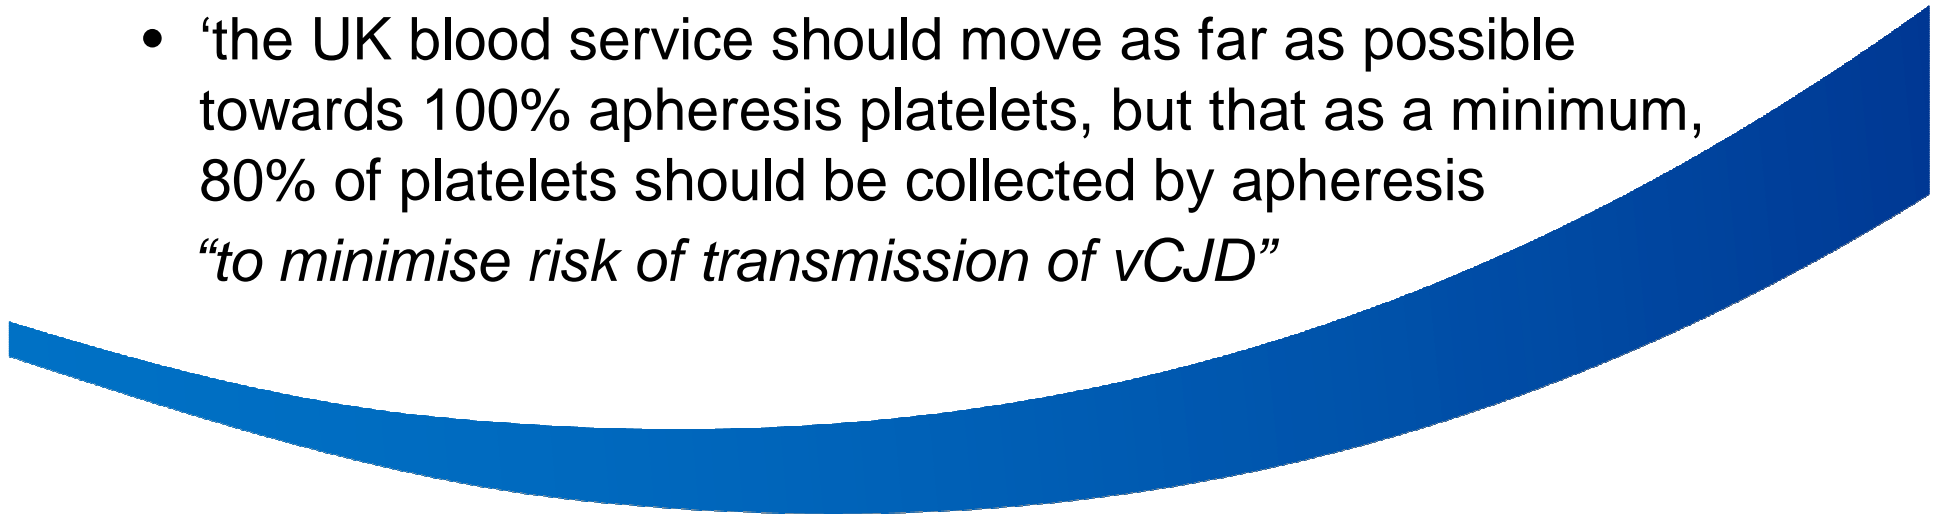 • ‘the UK blood service should move as far as possible
towards 100% apheresis platelets, but that as a minimum,
80% of platelets should be collected by apheresis
“to minimise risk of transmission of vCJD”